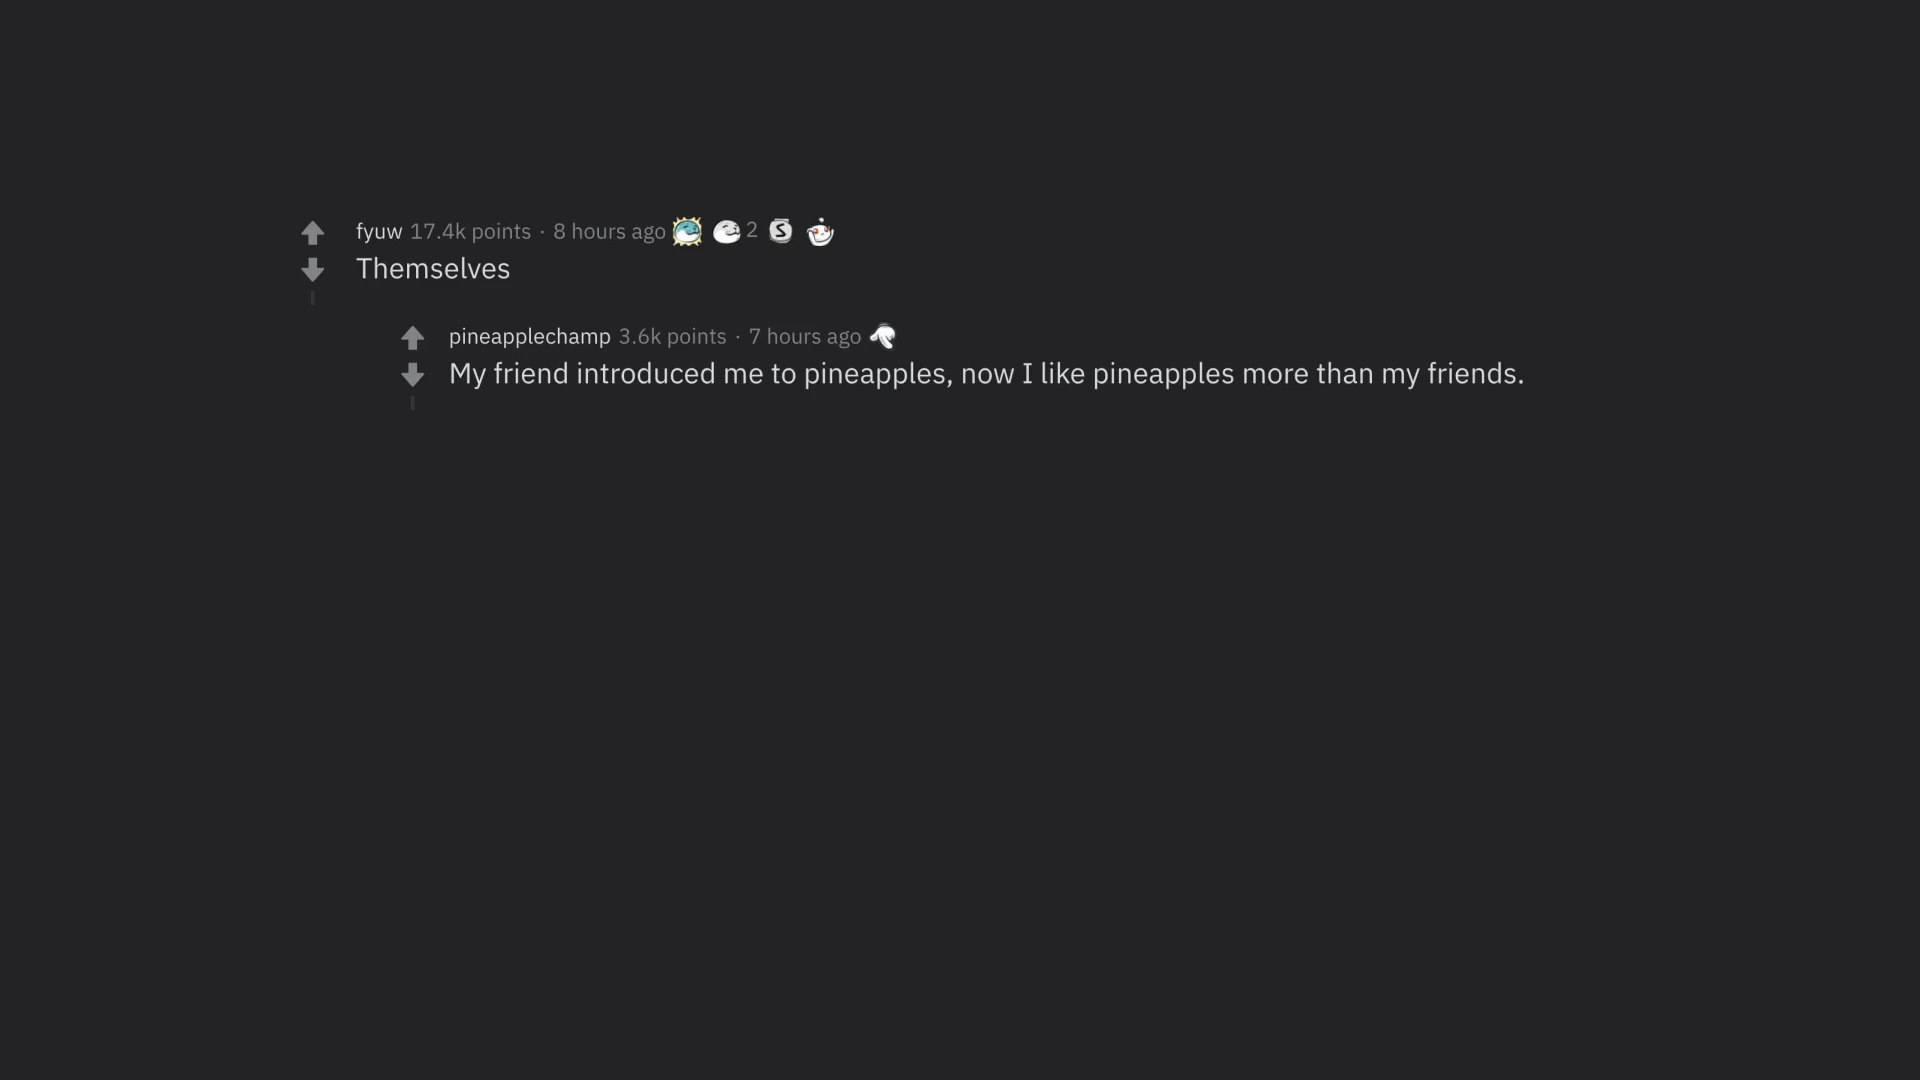 fyuw 17.4k points · 8 hours ago 2 S
Themselves
pineapplechamp 3.6k points · 7 hours ago
My friend introduced me to pineapples, now I like pineapples more than my friends.